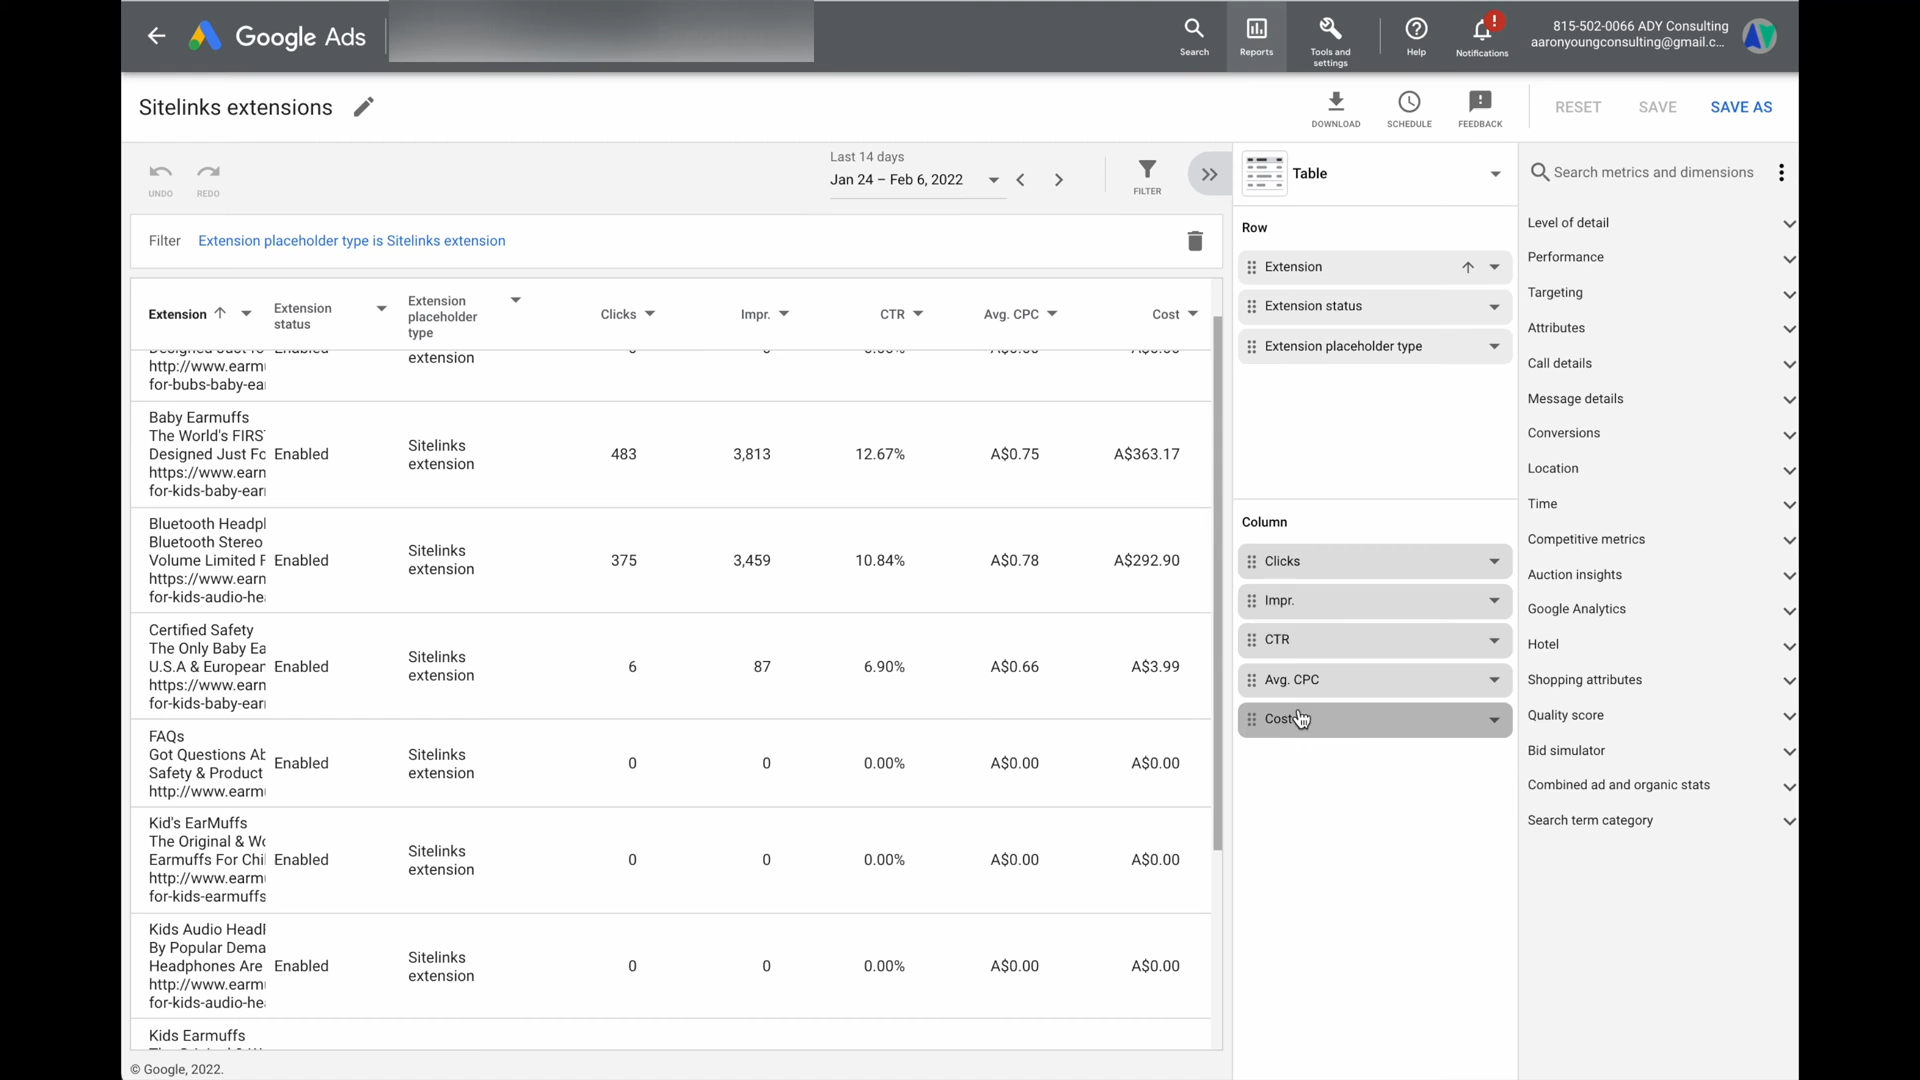 Google Ads
Search
Reports
Tools and
settings
Help
!
Notifications
815-502-0066 ADY Consulting
aaronyoungconsulting@gmail.c...
Sitelinks extensions
DOWNLOAD
SCHEDULE
FEEDBACK
RESET
SAVE
SAVE AS
UNDO
REDO
Last 14 days
Jan 24 – Feb 6, 2022
FILTER
Filter
Extension placeholder type is Sitelinks extension
Extension
Extension
status
Extension
placeholder
type
Clicks
Impr.
CTR
Avg. CPC
Cost
http://www.earm
for-bubs-baby-ea
extension
Baby Earmuffs
The World's FIRS
Designed Just Fo
https://www.earn
for-kids-baby-ear
Enabled
Sitelinks
extension
483
3,813
12.67%
A$0.75
A$363.17
Bluetooth Headp
Bluetooth Stereo
Volume Limited F
https://www.earn
for-kids-audio-he
Enabled
Sitelinks
extension
375
3,459
10.84%
A$0.78
A$292.90
Certified Safety
The Only Baby Ea
U.S.A & European
https://www.earn
for-kids-baby-ear
Enabled
Sitelinks
extension
6
87
6.90%
A$0.66
A$3.99
FAQs
Got Questions Ab
Safety & Product
http://www.earm
Enabled
Sitelinks
extension
0
0
0.00%
A$0.00
A$0.00
Kid's EarMuffs
The Original & Wo
Earmuffs For Chil
http://www.earm
for-kids-earmuffs
Enabled
Sitelinks
extension
0
0
0.00%
A$0.00
A$0.00
Kids Audio Head
By Popular Dema
Headphones Are
http://www.earm
for-kids-audio-he
Enabled
Sitelinks
extension
0
0
0.00%
A$0.00
A$0.00
Kids Earmuffs
© Google, 2022.
Table
Row
Extension
Extension status
Extension placeholder type
Column
Clicks
Impr.
CTR
Avg. CPC
Cost
Search metrics and dimensions
Level of detail
Performance
Targeting
Attributes
Call details
Message details
Conversions
Location
Time
Competitive metrics
Auction insights
Google Analytics
Hotel
Shopping attributes
Quality score
Bid simulator
Combined ad and organic stats
Search term category